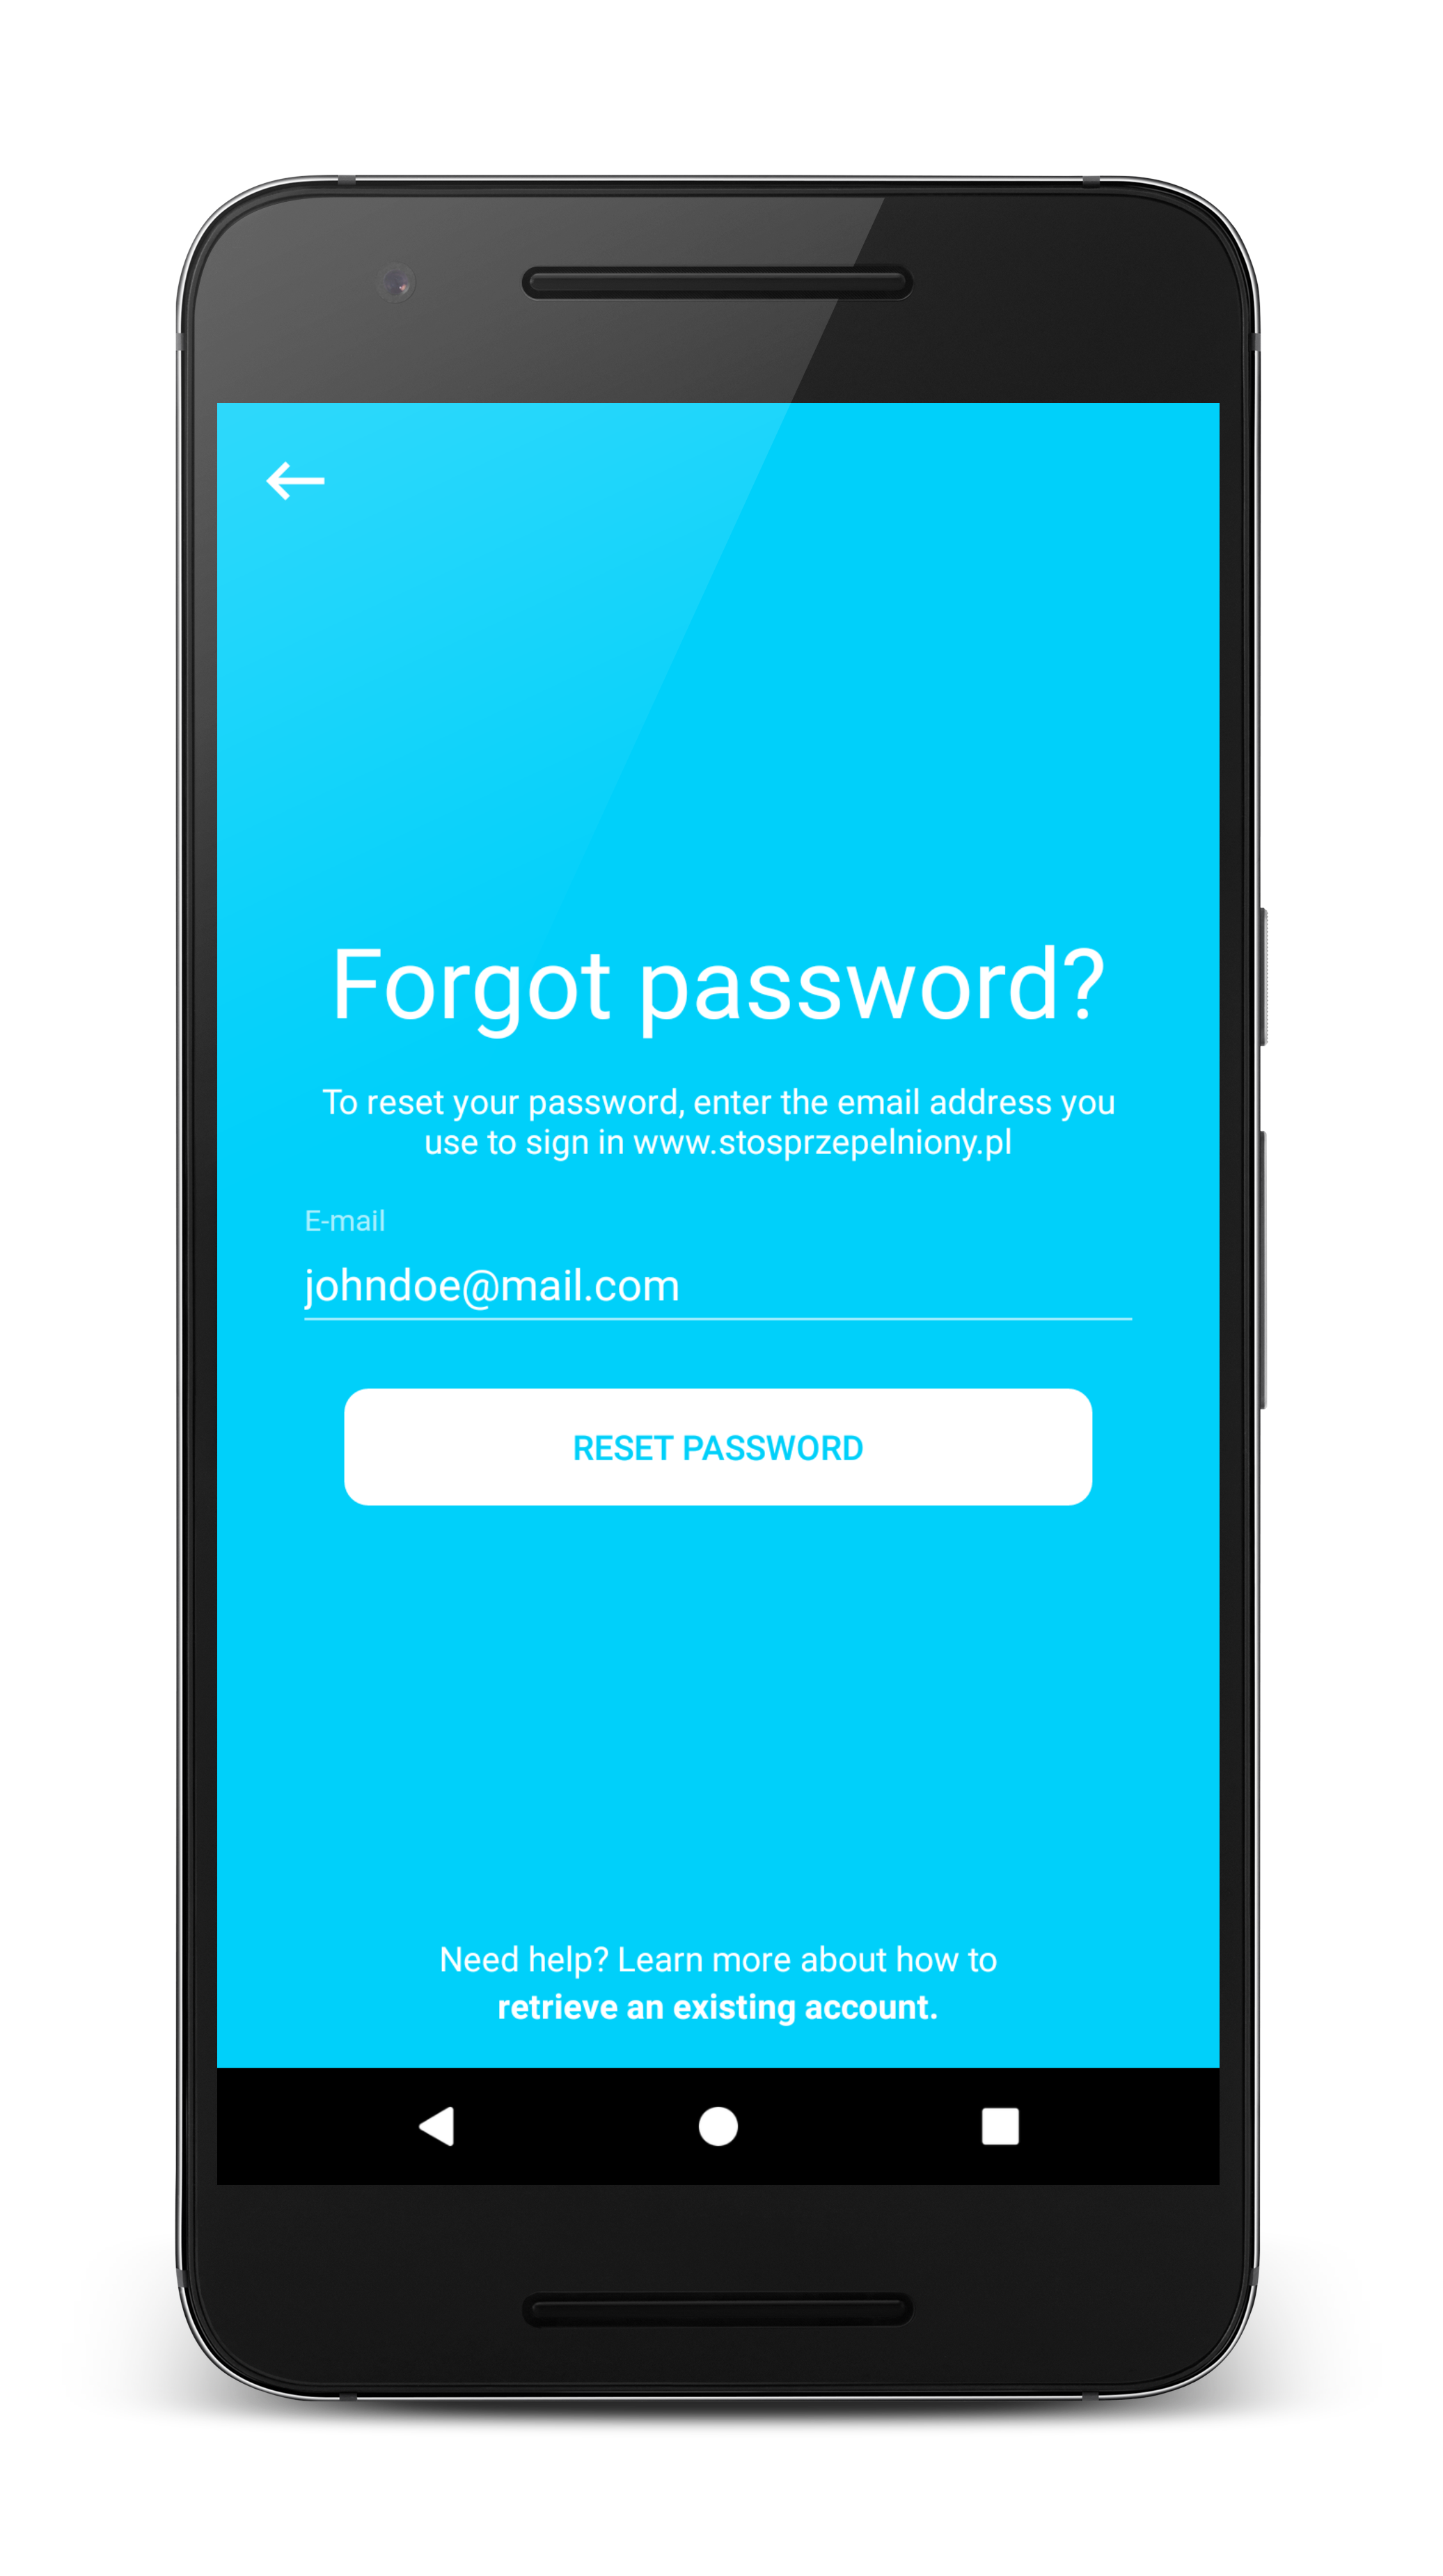 Forgot password?
To reset your password, enter the email address you
use to sign in www.stosprzepelniony.pl
E-mail
johndoe@mail.com
RESET PASSWORD
Need help? Learn more about how to
retrieve an existing account.